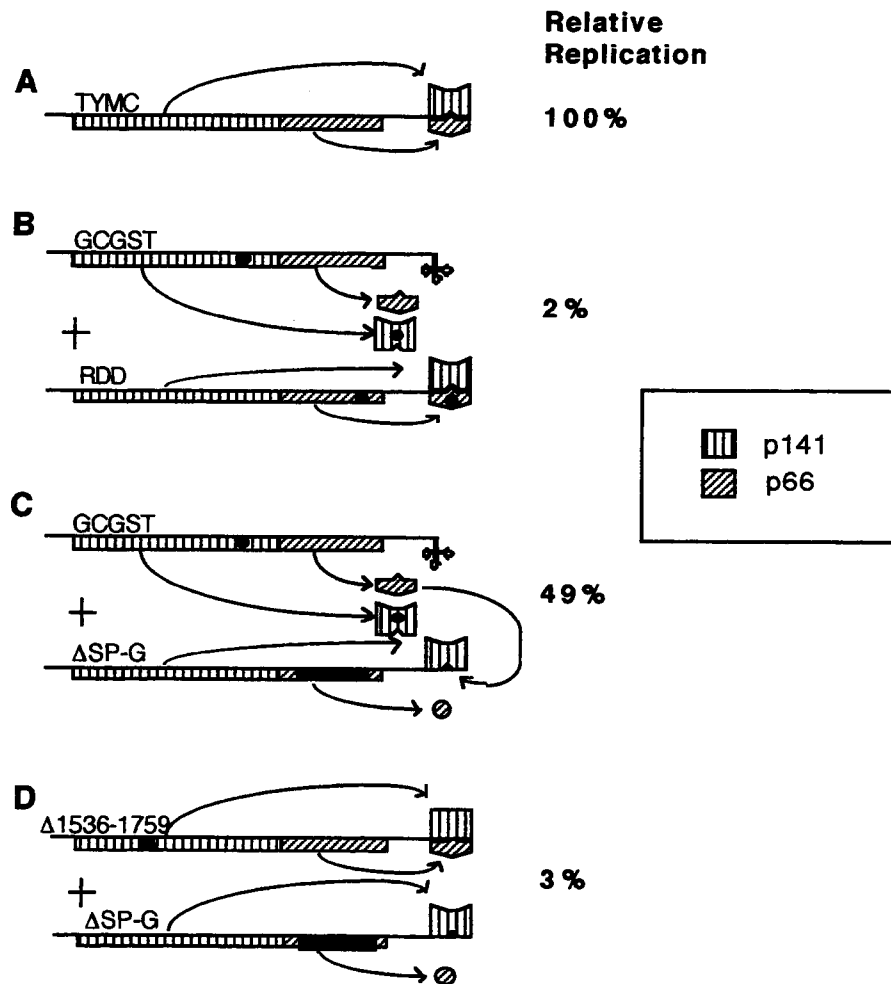 Relative
Replication
A
TYMC
100%
B
GCGST
2%
+
RDD
p141
p66
C
GCGST
49%
+
ΔSP-G
D
Δ1536-1759
3%
+
ΔSP-G